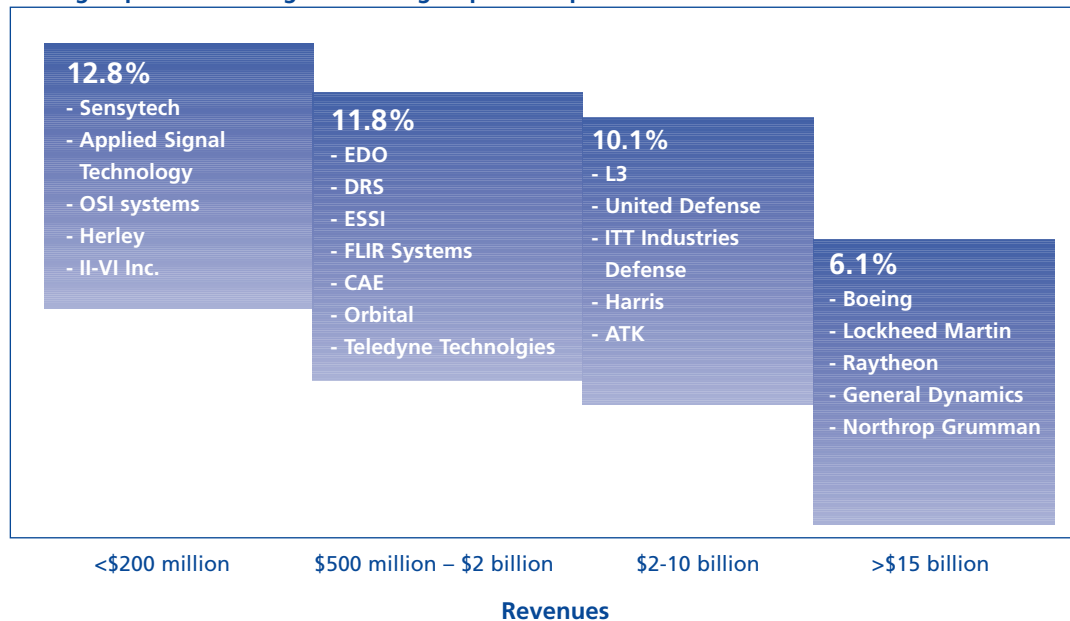 12.8%
- Sensytech
- Applied Signal
Technology
- OSI systems
- Herley
- II-VI Inc.
11.8%
- EDO
- DRS
- ESSI
- FLIR Systems
- CAE
- Orbital
- Teledyne Technolgies
10.1%
- L3
- United Defense
- ITT Industries
Defense
- Harris
- ATK
6.1%
- Boeing
- Lockheed Martin
- Raytheon
- General Dynamics
- Northrop Grumman
<$200 million
$500 million – $2 billion
$2-10 billion
>$15 billion
Revenues